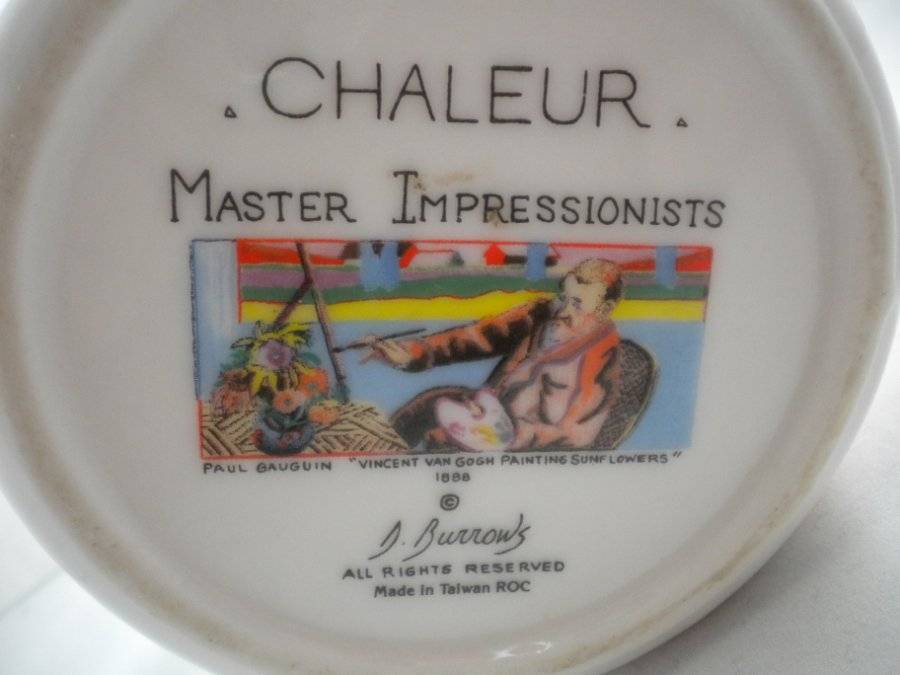 CHALEUR
MASTER IMPRESSIONISTS
PAUL GAUGUIN "VINCENT VAN GOGH PAINTING SUNFLOWERS"
1888
©
D. Burrows
ALL RIGHTS RESERVED
Made in Taiwan ROC